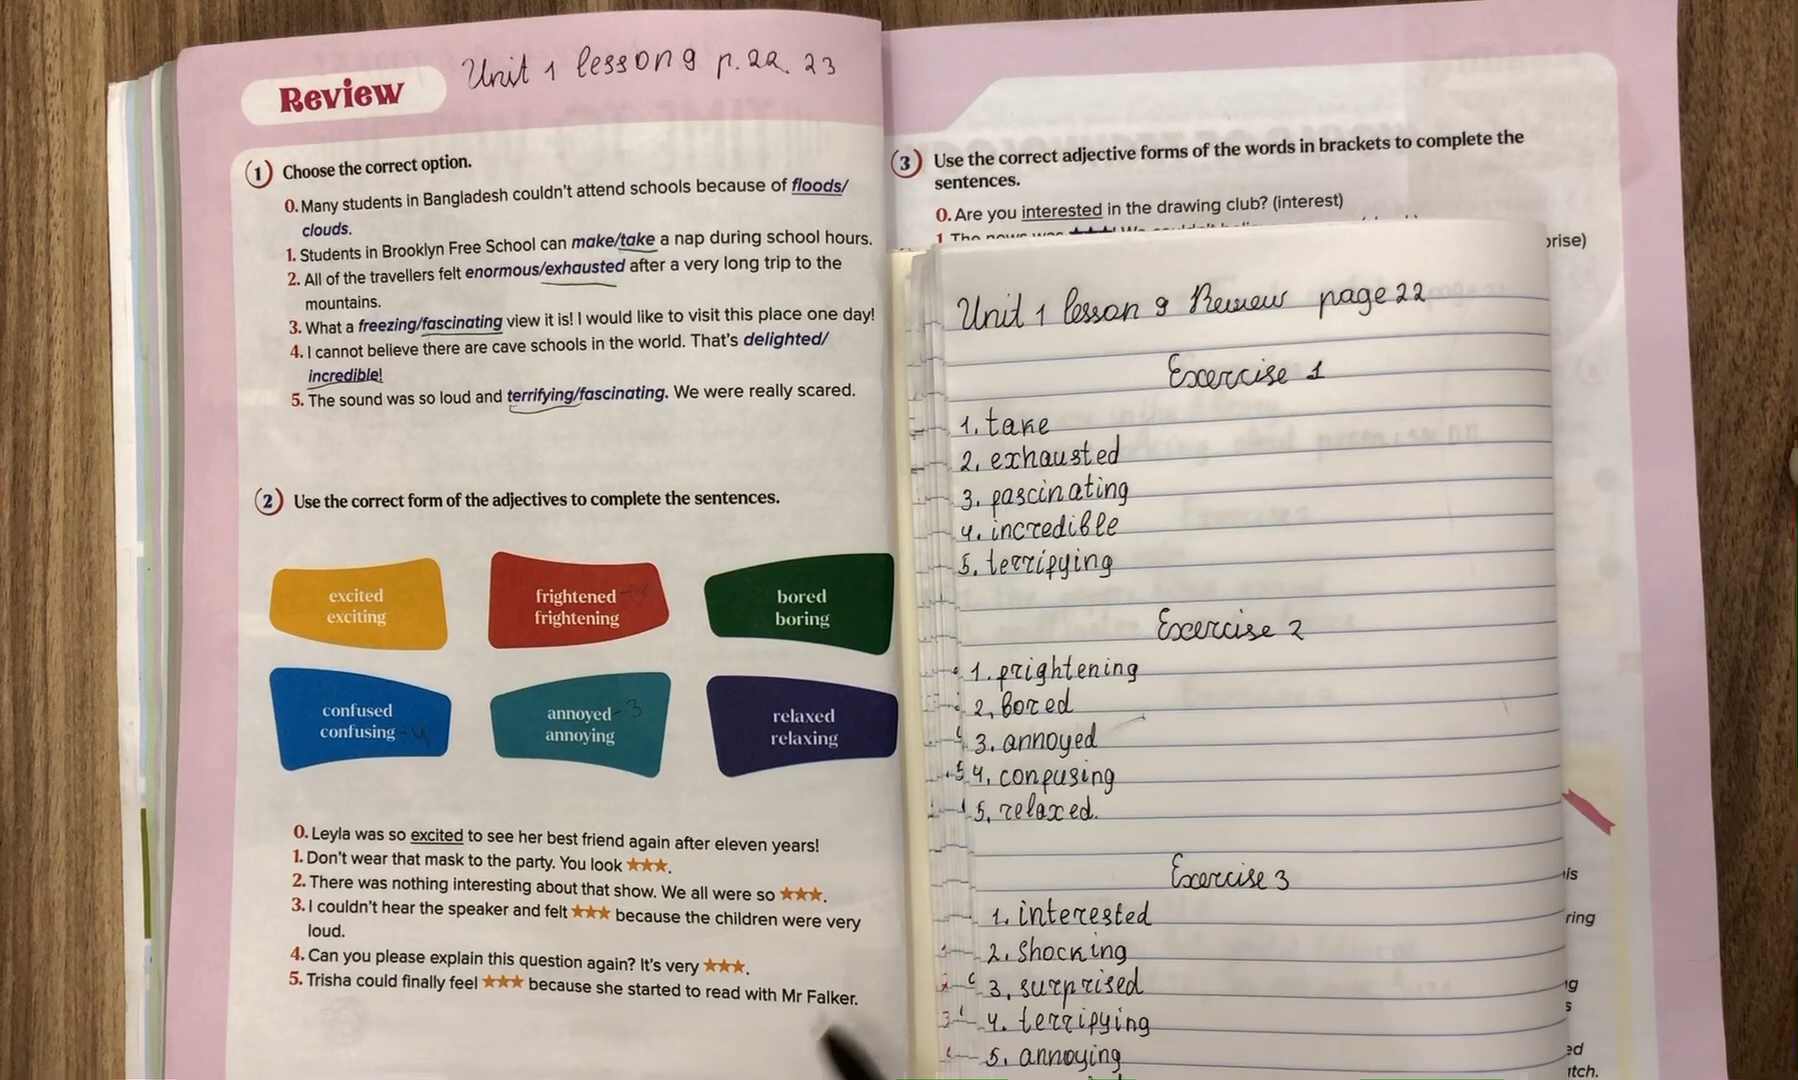 Review
Unit 1 lesson 9 p. 22. 23
1 Choose the correct option.
0. Many students in Bangladesh couldn't attend schools because of floods/
clouds.
1. Students in Brooklyn Free School can make/take a nap during school hours.
2. All of the travellers felt enormous/exhausted after a very long trip to the
mountains.
3. What a freezing/fascinating view it is! I would like to visit this place one day!
4. I cannot believe there are cave schools in the world. That's delighted/
incredible!
5. The sound was so loud and terrifying/fascinating. We were really scared.
2 Use the correct form of the adjectives to complete the sentences.
excited
exciting
frightened
frightening
bored
boring
confused
confusing -4
annoyed -3
annoying
relaxed
relaxing
0. Leyla was so excited to see her best friend again after eleven years!
1. Don't wear that mask to the party. You look ★★★.
2. There was nothing interesting about that show. We all were so ★★★.
3. I couldn't hear the speaker and felt ★★★ because the children were very
loud.
4. Can you please explain this question again? It's very ★★★.
5. Trisha could finally feel ★★★ because she started to read with Mr Falker.
3 Use the correct adjective forms of the words in brackets to complete the
sentences.
0. Are you interested in the drawing club? (interest)
prise)
Unit 1 lesson 9 Review page 22
Exercise 1
1. take
2. exhausted
3. pascinating
4. incredible
5. terripying
Exercise 2
1. prightening
2. bored
3. annoyed
4. conpusing
5. relaxed.
Exercise 3
1. interested
2. shocking
3. surprised
4. terripying
5. annoying
ring
ed
tch.